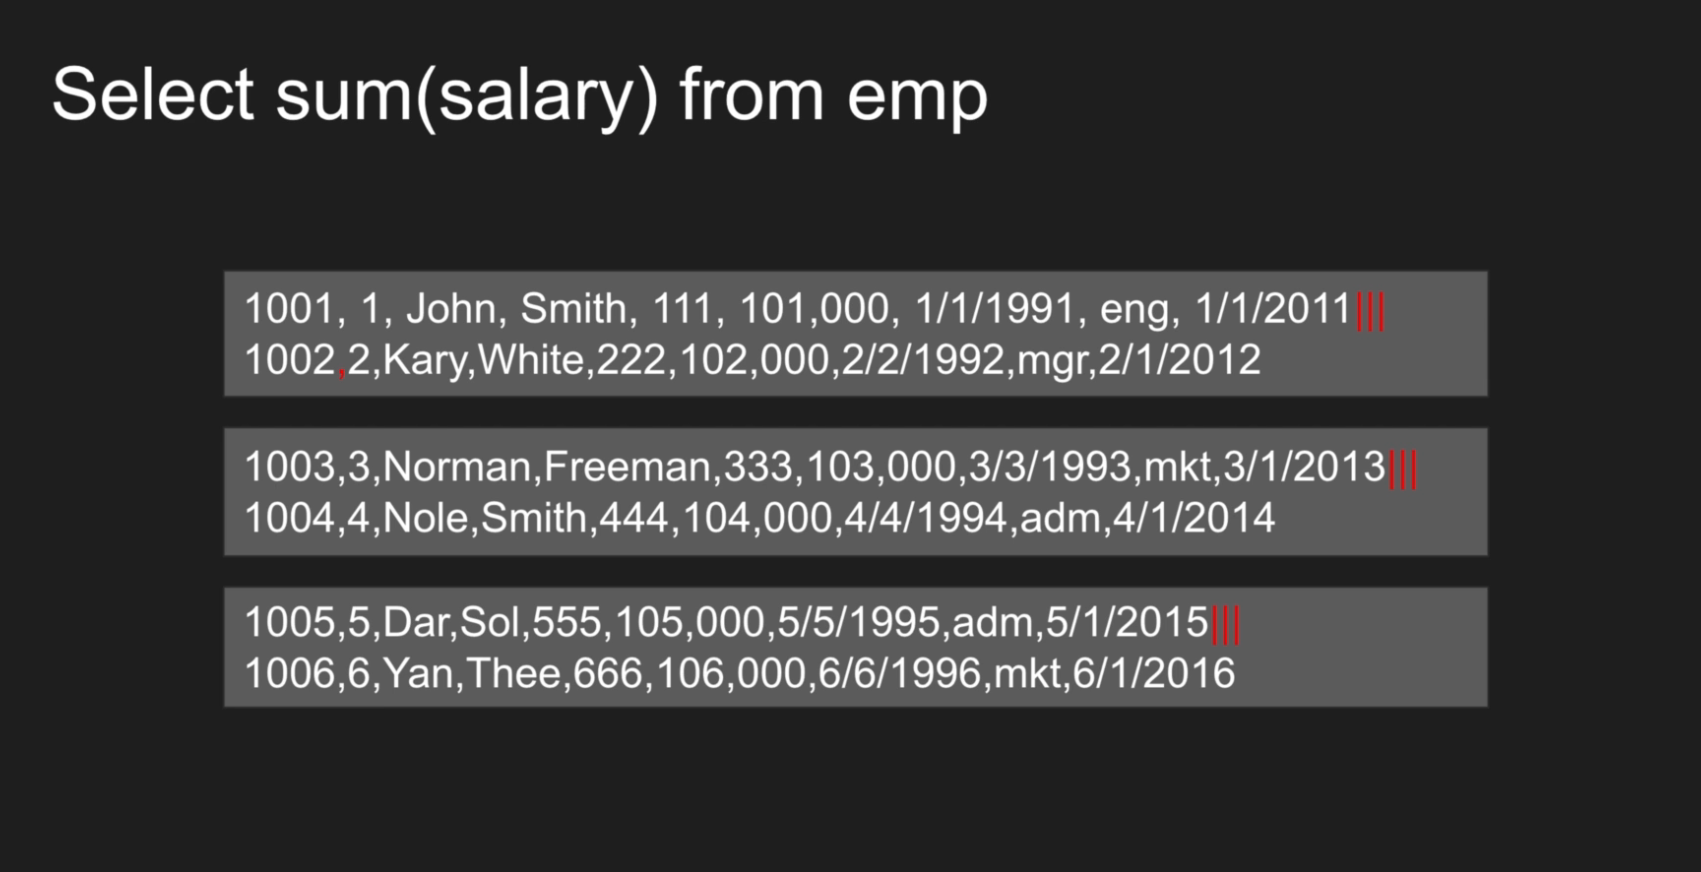 Select sum(salary) from emp
1001, 1, John, Smith, 111, 101,000, 1/1/1991, eng, 1/1/2011|||
1002,2,Kary,White,222,102,000,2/2/1992,mgr,2/1/2012
1003,3,Norman,Freeman,333,103,000,3/3/1993,mkt,3/1/2013|||
1004,4,Nole,Smith,444,104,000,4/4/1994,adm,4/1/2014
1005,5,Dar,Sol,555,105,000,5/5/1995,adm,5/1/2015|||
1006,6,Yan,Thee,666,106,000,6/6/1996,mkt,6/1/2016